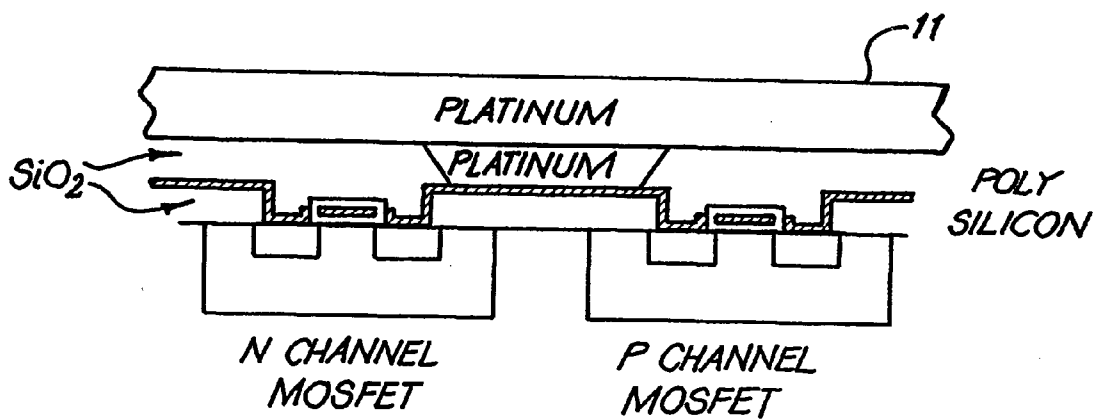 11
PLATINUM
PLATINUM
SiO2
POLY
SILICON
N CHANNEL
MOSFET
P CHANNEL
MOSFET